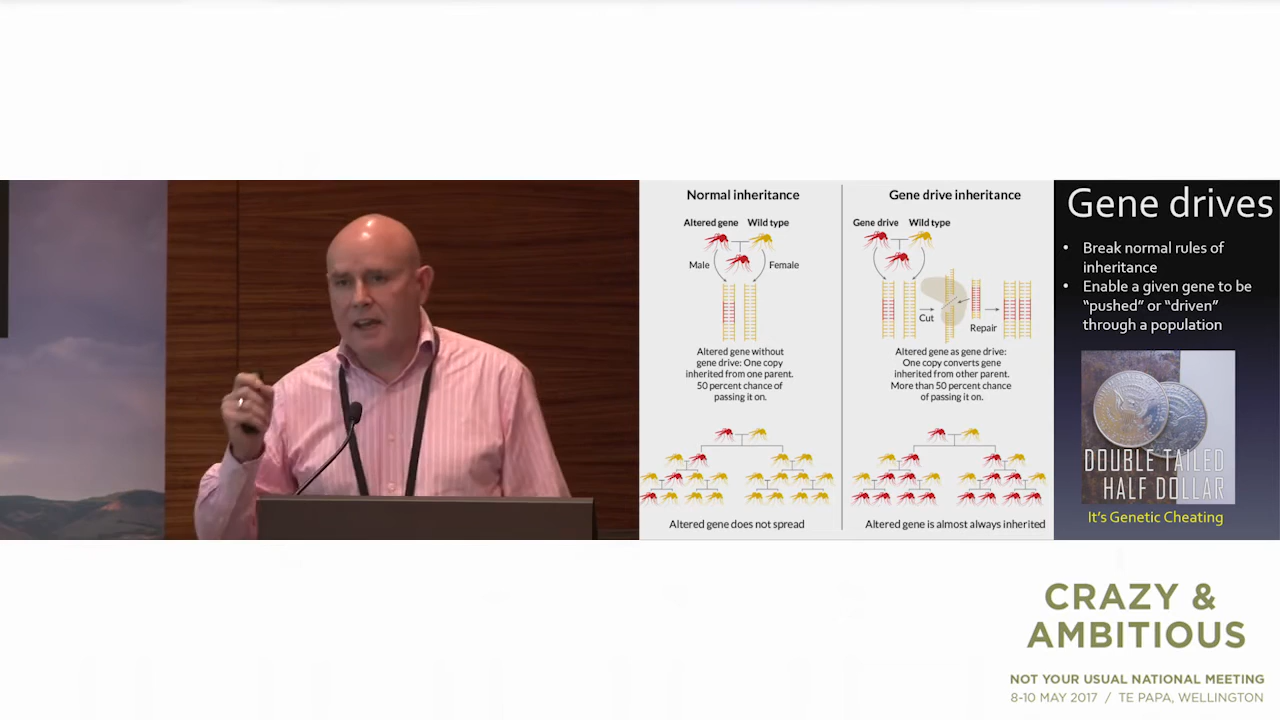 Normal inheritance
Altered gene Wild type
Male Female
Altered gene without
gene drive: One copy
inherited from one parent.
50 percent chance of
passing it on.
Altered gene does not spread
Gene drive inheritance
Gene drive Wild type
Cut
Repair
Altered gene as gene drive:
One copy converts gene
inherited from other parent.
More than 50 percent chance
of passing it on.
Altered gene is almost always inherited
Gene drives
• Break normal rules of
inheritance
• Enable a given gene to be
“pushed” or “driven”
through a population
DOUBLE TAILED
HALF DOLLAR
It's Genetic Cheating
CRAZY &
AMBITIOUS
NOT YOUR USUAL NATIONAL MEETING
8-10 MAY 2017 / TE PAPA, WELLINGTON